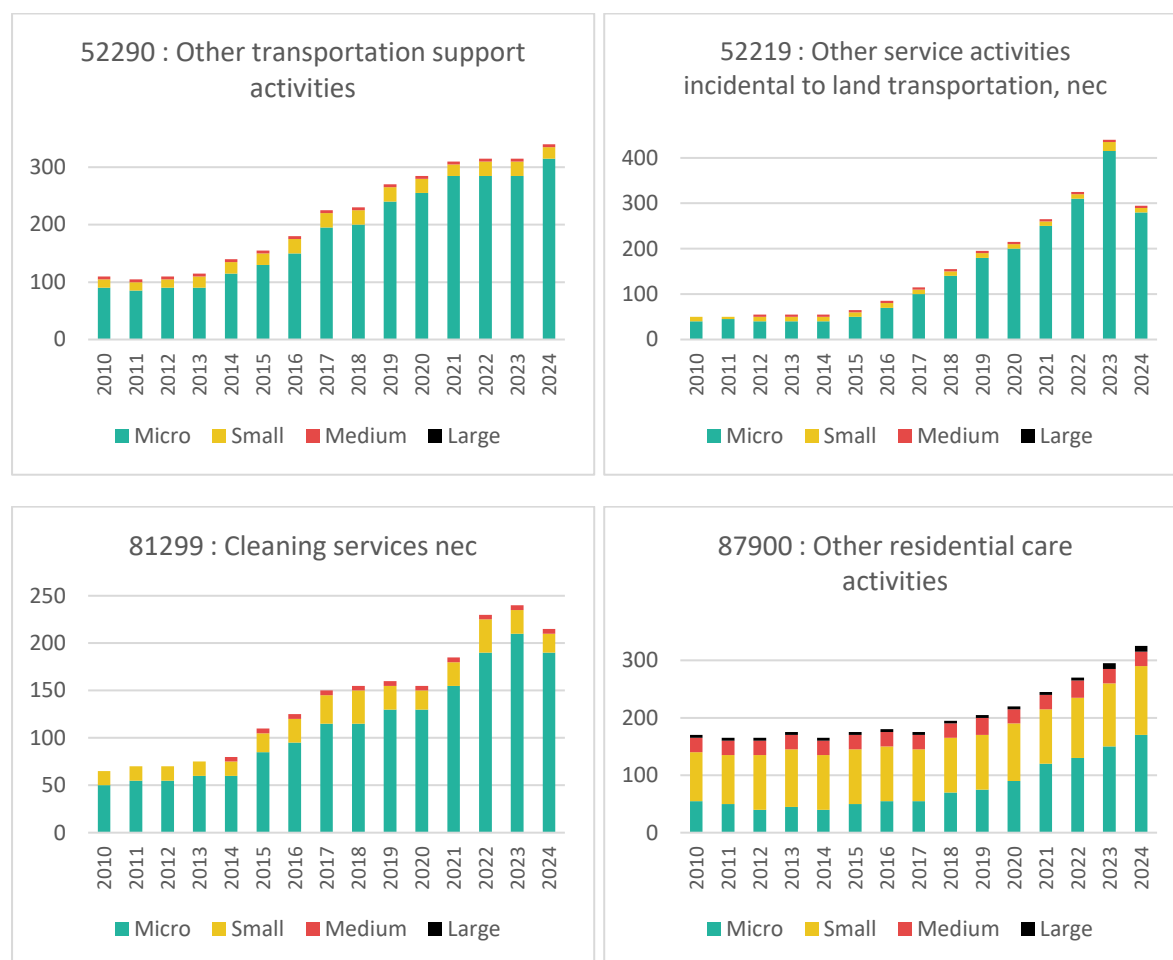 52290 : Other transportation support
activities
300
200
100
0
2010 2011 2012 2013 2014 2015 2016 2017 2018 2019 2020 2021 2022 2023 2024
Micro Small Medium Large
52219 : Other service activities
incidental to land transportation, nec
400
300
200
100
0
2010 2011 2012 2013 2014 2015 2016 2017 2018 2019 2020 2021 2022 2023 2024
Micro Small Medium Large
81299 : Cleaning services nec
250
200
150
100
50
0
2010 2011 2012 2013 2014 2015 2016 2017 2018 2019 2020 2021 2022 2023 2024
Micro Small Medium Large
87900 : Other residential care
activities
300
200
100
0
2010 2011 2012 2013 2014 2015 2016 2017 2018 2019 2020 2021 2022 2023 2024
Micro Small Medium Large